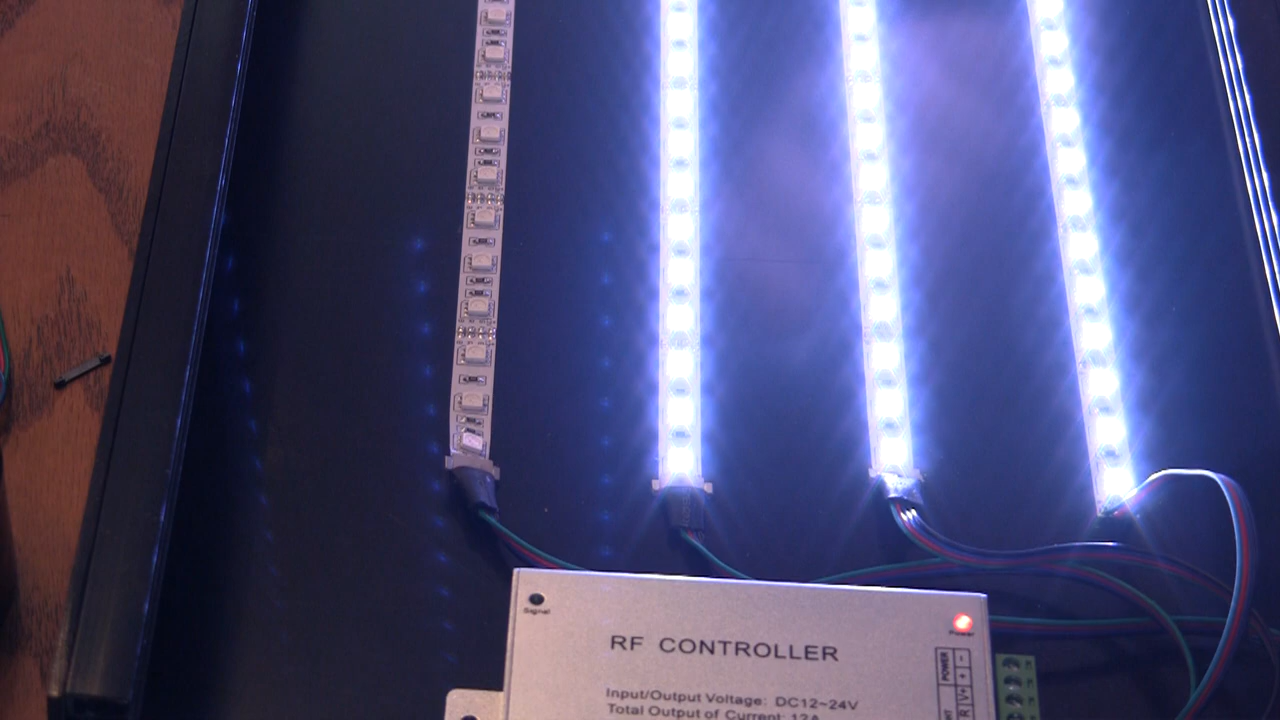 Signal
Power
RF CONTROLLER
POWER
- +
Input/Output Voltage: DC12~24V
R V+
Total Output of Current: 12A